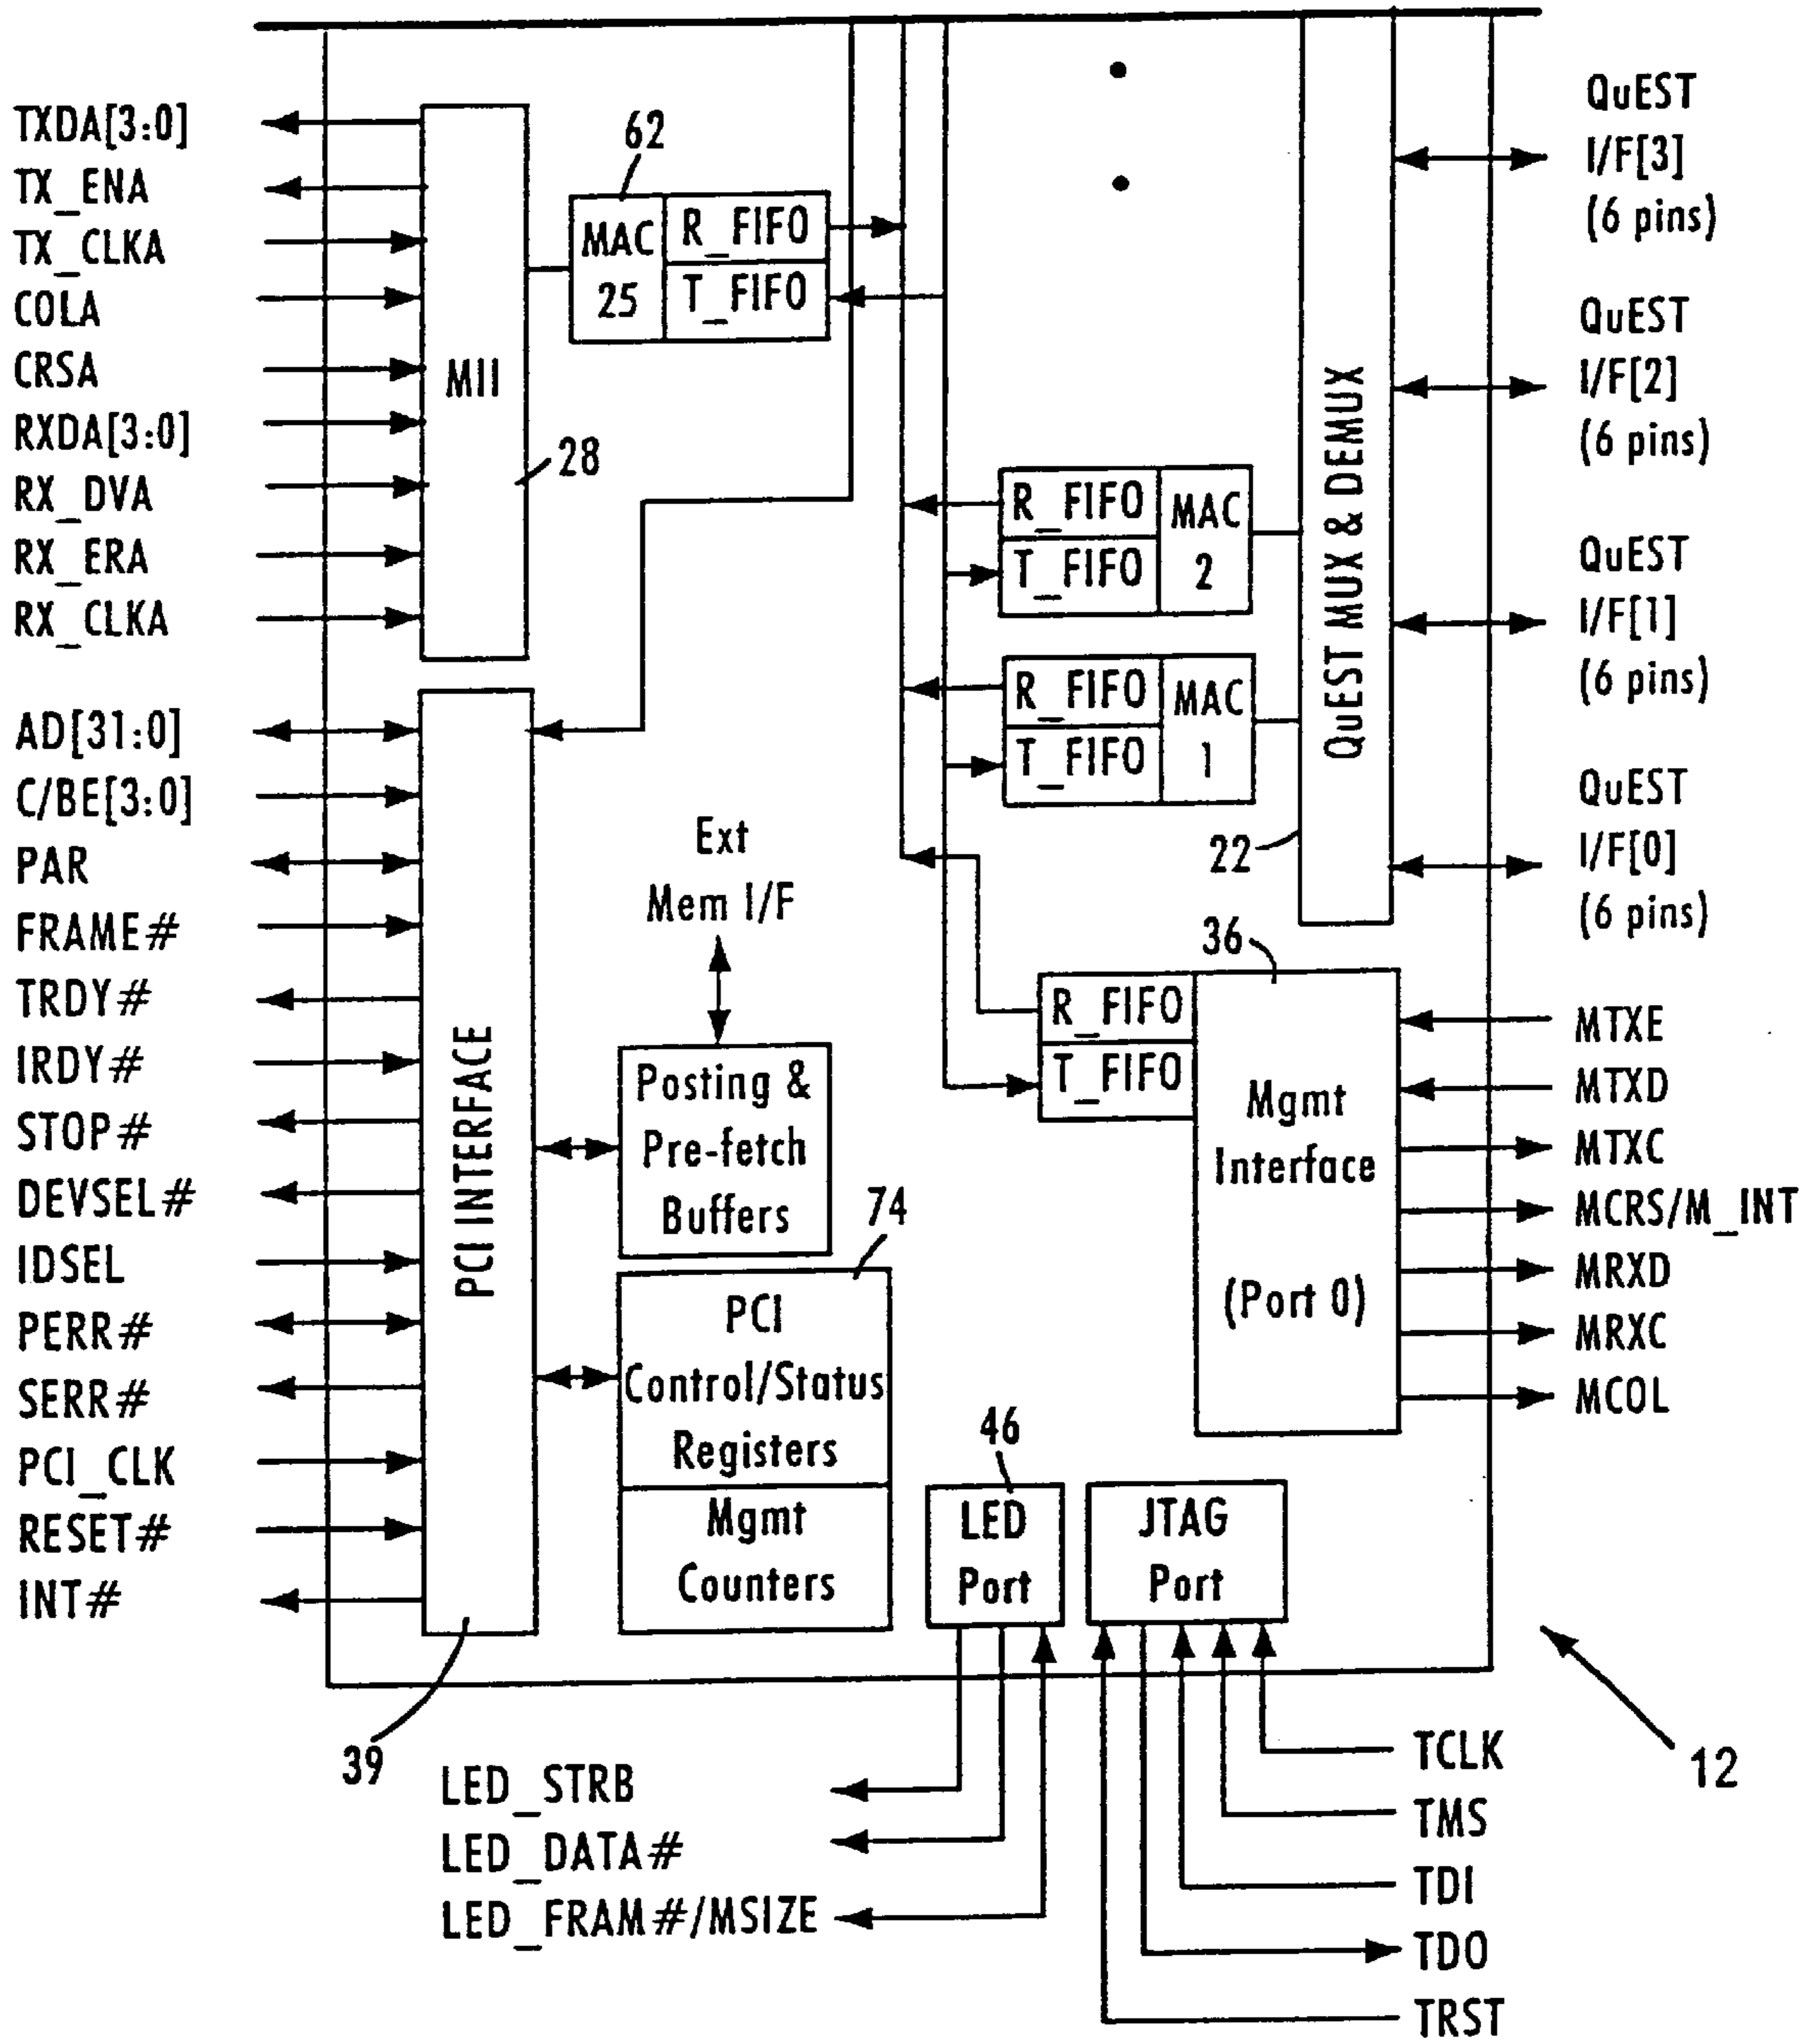 TXDA[3:0]
TX_ENA
TX_CLKA
COLA
CRSA
RXDA[3:0]
RX_DVA
RX_ERA
RX_CLKA
MII
28
62
MAC
25
R_FIFO
T_FIFO
AD[31:0]
C/BE[3:0]
PAR
FRAME#
TRDY#
IRDY#
STOP#
DEVSEL#
IDSEL
PERR#
SERR#
PCI_CLK
RESET#
INT#
PCI INTERFACE
39
Ext
Mem I/F
Posting &
Pre-fetch
Buffers
74
PCI
Control/Status
Registers
Mgmt
Counters
R_FIFO
T_FIFO
MAC
2
R_FIFO
T_FIFO
MAC
1
QuEST MUX & DEMUX
22
QuEST
I/F[3]
(6 pins)
QuEST
I/F[2]
(6 pins)
QuEST
I/F[1]
(6 pins)
QuEST
I/F[0]
(6 pins)
36
R_FIFO
T_FIFO
Mgmt
Interface
(Port 0)
MTXE
MTXD
MTXC
MCRS/M_INT
MRXD
MRXC
MCOL
46
LED
Port
JTAG
Port
LED_STRB
LED_DATA#
LED_FRAM#/MSIZE
TCLK
TMS
TDI
TDO
TRST
12